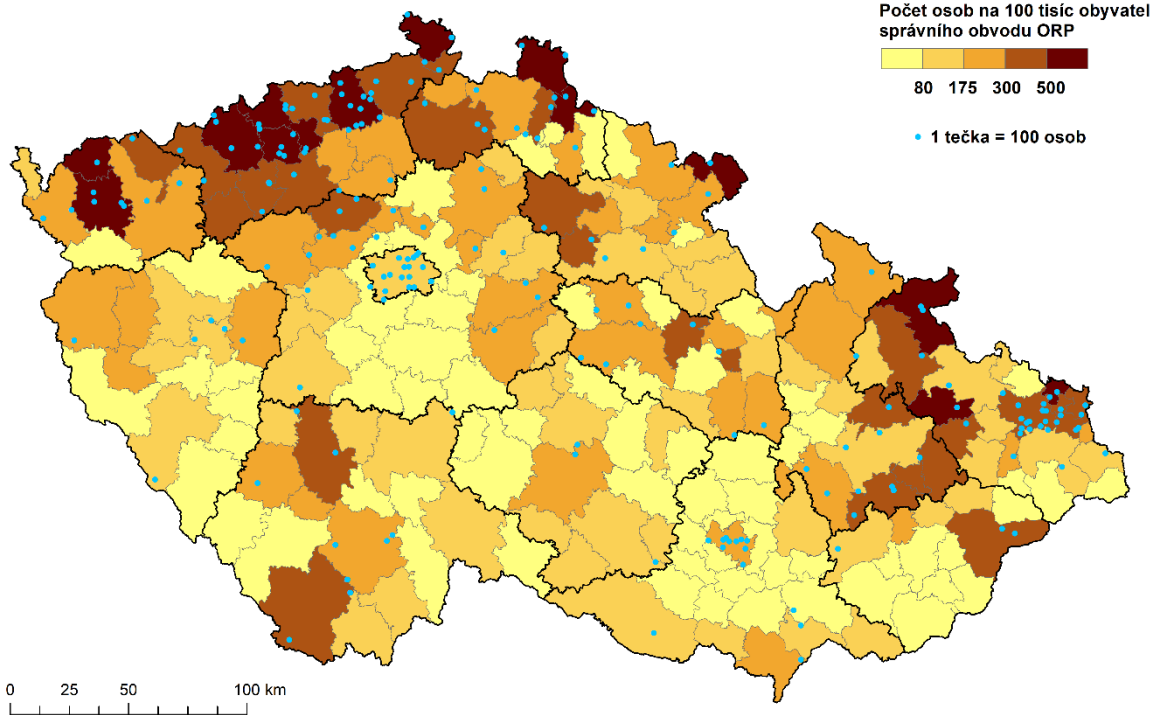 Počet osob na 100 tisíc obyvatel
správního obvodu ORP
80 175 300 500
1 tečka = 100 osob
0 25 50 100 km